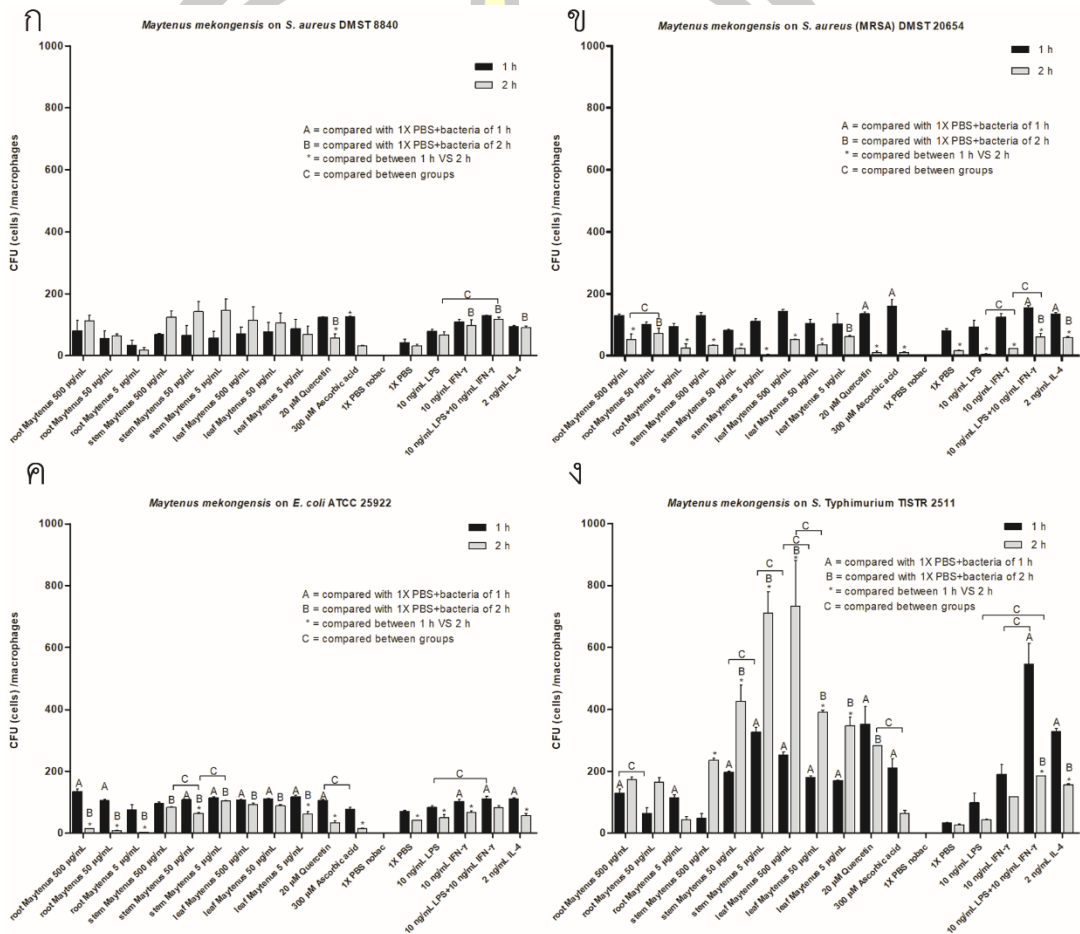 ก
Maytenus mekongensis on S. aureus DMST 8840
1000
800
600
400
200
0
CFU (cells) /macrophages
1 h
2 h
A = compared with 1X PBS+bacteria of 1 h
B = compared with 1X PBS+bacteria of 2 h
* = compared between 1 h VS 2 h
C = compared between groups
B
*
C
B
B
B
root Maytenus 500 µg/mL
root Maytenus 50 µg/mL
root Maytenus 5 µg/mL
stem Maytenus 500 µg/mL
stem Maytenus 50 µg/mL
stem Maytenus 5 µg/mL
leaf Maytenus 500 µg/mL
leaf Maytenus 50 µg/mL
leaf Maytenus 5 µg/mL
20 µM Quercetin
300 µM Ascorbic acid
1X PBS nobac
1X PBS
10 ng/mL LPS
10 ng/mL IFN-γ
10 ng/mL LPS+10 ng/mL IFN-γ
2 ng/mL IL-4
ข
Maytenus mekongensis on S. aureus (MRSA) DMST 20654
1000
800
600
400
200
0
CFU (cells) /macrophages
1 h
2 h
A = compared with 1X PBS+bacteria of 1 h
B = compared with 1X PBS+bacteria of 2 h
* = compared between 1 h VS 2 h
C = compared between groups
C
*
B
*
*
*
*
*
*
B
A
*
A
*
*
*
C
*
C
A
B
*
A
B
*
root Maytenus 500 µg/mL
root Maytenus 50 µg/mL
root Maytenus 5 µg/mL
stem Maytenus 500 µg/mL
stem Maytenus 50 µg/mL
stem Maytenus 5 µg/mL
leaf Maytenus 500 µg/mL
leaf Maytenus 50 µg/mL
leaf Maytenus 5 µg/mL
20 µM Quercetin
300 µM Ascorbic acid
1X PBS nobac
1X PBS
10 ng/mL LPS
10 ng/mL IFN-γ
10 ng/mL LPS+10 ng/mL IFN-γ
2 ng/mL IL-4
ค
Maytenus mekongensis on E. coli ATCC 25922
1000
800
600
400
200
0
CFU (cells) /macrophages
1 h
2 h
A = compared with 1X PBS+bacteria of 1 h
B = compared with 1X PBS+bacteria of 2 h
* = compared between 1 h VS 2 h
C = compared between groups
A
B
*
A
B
*
A
B
*
B
C
A
B
*
C
A
B
A
B
A
B
A
B
*
C
A
*
A
*
*
*
C
A
*
A
A
*
root Maytenus 500 µg/mL
root Maytenus 50 µg/mL
root Maytenus 5 µg/mL
stem Maytenus 500 µg/mL
stem Maytenus 50 µg/mL
stem Maytenus 5 µg/mL
leaf Maytenus 500 µg/mL
leaf Maytenus 50 µg/mL
leaf Maytenus 5 µg/mL
20 µM Quercetin
300 µM Ascorbic acid
1X PBS nobac
1X PBS
10 ng/mL LPS
10 ng/mL IFN-γ
10 ng/mL LPS+10 ng/mL IFN-γ
2 ng/mL IL-4
ง
Maytenus mekongensis on S. Typhimurium TISTR 2511
1000
800
600
400
200
0
CFU (cells) /macrophages
1 h
2 h
A = compared with 1X PBS+bacteria of 1 h
B = compared with 1X PBS+bacteria of 2 h
* = compared between 1 h VS 2 h
C = compared between groups
C
A
A
*
C
A
B
*
C
A
B
*
C
C
A
B
*
A
B
*
A
B
*
A
B
C
A
C
C
A
B
*
A
B
*
root Maytenus 500 µg/mL
root Maytenus 50 µg/mL
root Maytenus 5 µg/mL
stem Maytenus 500 µg/mL
stem Maytenus 50 µg/mL
stem Maytenus 5 µg/mL
leaf Maytenus 500 µg/mL
leaf Maytenus 50 µg/mL
leaf Maytenus 5 µg/mL
20 µM Quercetin
300 µM Ascorbic acid
1X PBS nobac
1X PBS
10 ng/mL LPS
10 ng/mL IFN-γ
10 ng/mL LPS+10 ng/mL IFN-γ
2 ng/mL IL-4